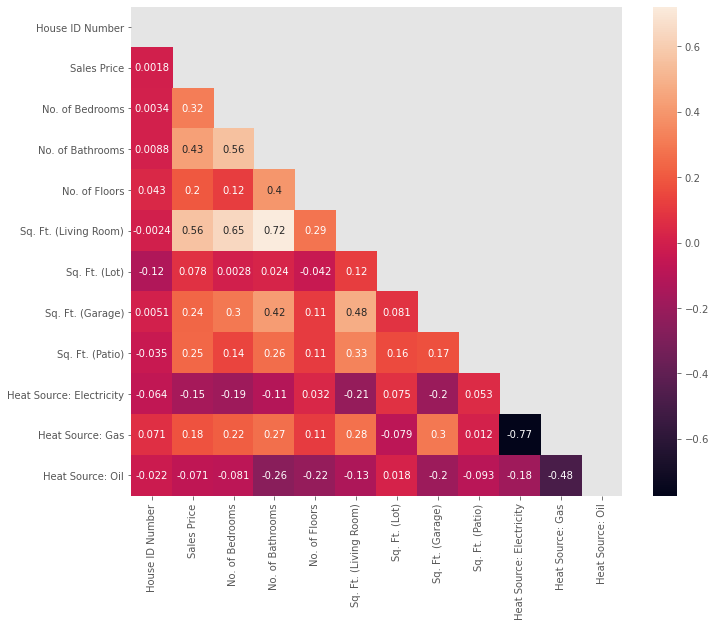 House ID Number
Sales Price 0.0018
No. of Bedrooms 0.0034 0.32
No. of Bathrooms 0.0088 0.43 0.56
No. of Floors 0.043 0.2 0.12 0.4
Sq. Ft. (Living Room) -0.0024 0.56 0.65 0.72 0.29
Sq. Ft. (Lot) -0.12 0.078 0.0028 0.024 -0.042 0.12
Sq. Ft. (Garage) 0.0051 0.24 0.3 0.42 0.11 0.48 0.081
Sq. Ft. (Patio) -0.035 0.25 0.14 0.26 0.11 0.33 0.16 0.17
Heat Source: Electricity -0.064 -0.15 -0.19 -0.11 0.032 -0.21 0.075 -0.2 0.053
Heat Source: Gas 0.071 0.18 0.22 0.27 0.11 0.28 -0.079 0.3 0.012 -0.77
Heat Source: Oil -0.022 -0.071 -0.081 -0.26 -0.22 -0.13 0.018 -0.2 -0.093 -0.18 -0.48
House ID Number
Sales Price
No. of Bedrooms
No. of Bathrooms
No. of Floors
Sq. Ft. (Living Room)
Sq. Ft. (Lot)
Sq. Ft. (Garage)
Sq. Ft. (Patio)
Heat Source: Electricity
Heat Source: Gas
Heat Source: Oil
0.6
0.4
0.2
0.0
−0.2
−0.4
−0.6